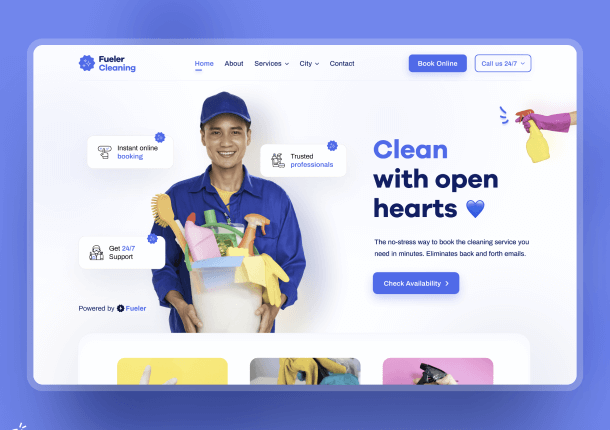 Fueler
Cleaning
Home About Services City Contact
Book Online
Call us 24/7
Instant online
booking
Trusted
professionals
Get 24/7
Support
Powered by Fueler
Clean
with open
hearts 💙
The no-stress way to book the cleaning service you
need in minutes. Eliminates back and forth emails.
Check Availability